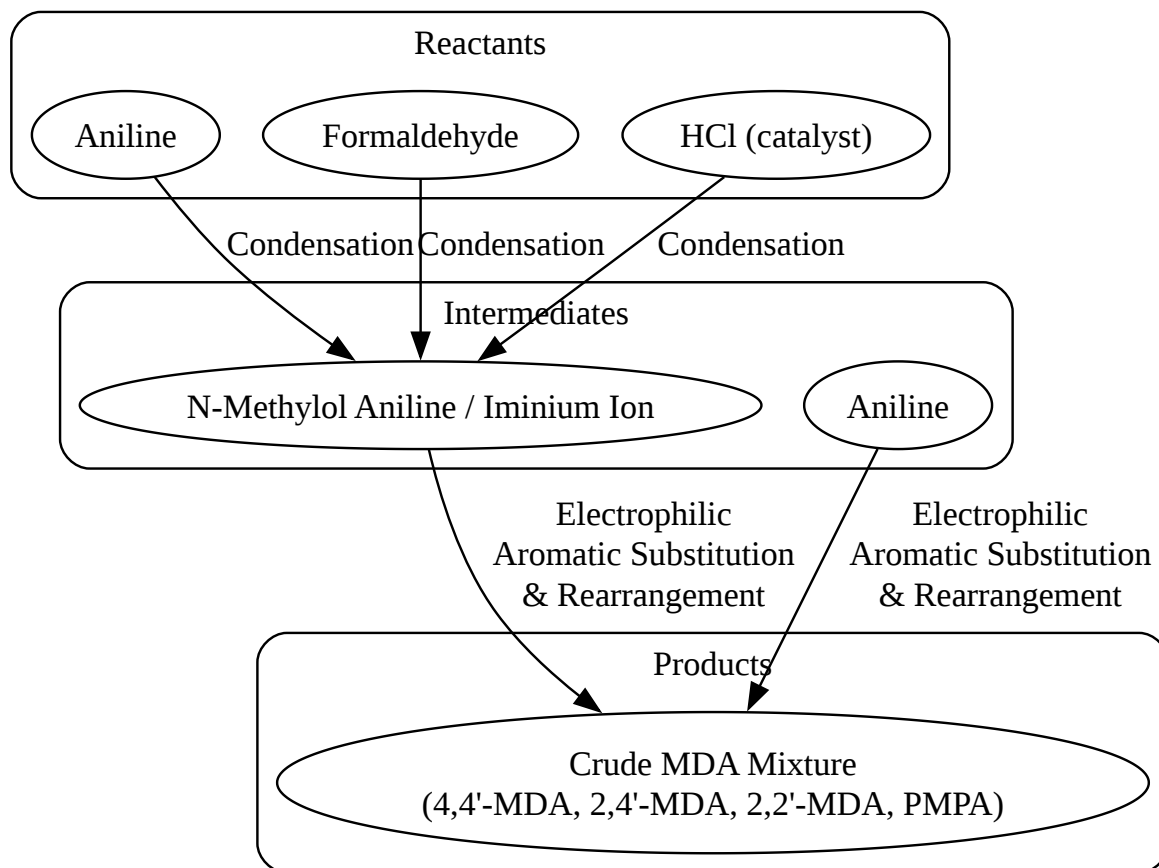 Reactants
Aniline
Formaldehyde
HCl (catalyst)
Condensation
Condensation
Condensation
Intermediates
N-Methylol Aniline / Iminium Ion
Aniline
Electrophilic
Aromatic Substitution
& Rearrangement
Electrophilic
Aromatic Substitution
& Rearrangement
Products
Crude MDA Mixture
(4,4'-MDA, 2,4'-MDA, 2,2'-MDA, PMPA)